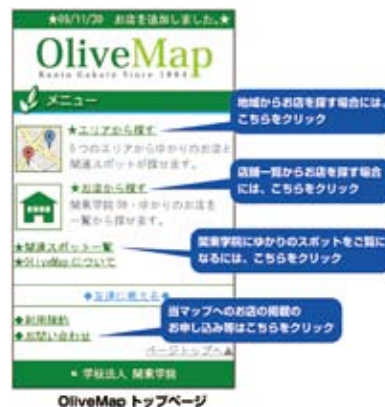 ★09/11/20 お店を追加しました。★
OliveMap
Kanto Gakuin Since 1884
メニュー
★エリアから探す
5つのエリアからゆかりのお店と
関連スポットが探せます。
地域からお店を探す場合には、
こちらをクリック
★お店から探す
関東学院OB・ゆかりのお店を
一覧から探せます。
店舗一覧からお店を探す場合
には、こちらをクリック
★関連スポット一覧
★OliveMapについて
関東学院にゆかりのスポットをご覧に
なるには、こちらをクリック
◆友達に教える◆
◆利用規約
◆お問い合わせ
当マップへのお店の掲載の
お申し込み等はこちらをクリック
ページトップへ▲
学校法人 関東学院
OliveMap トップページ